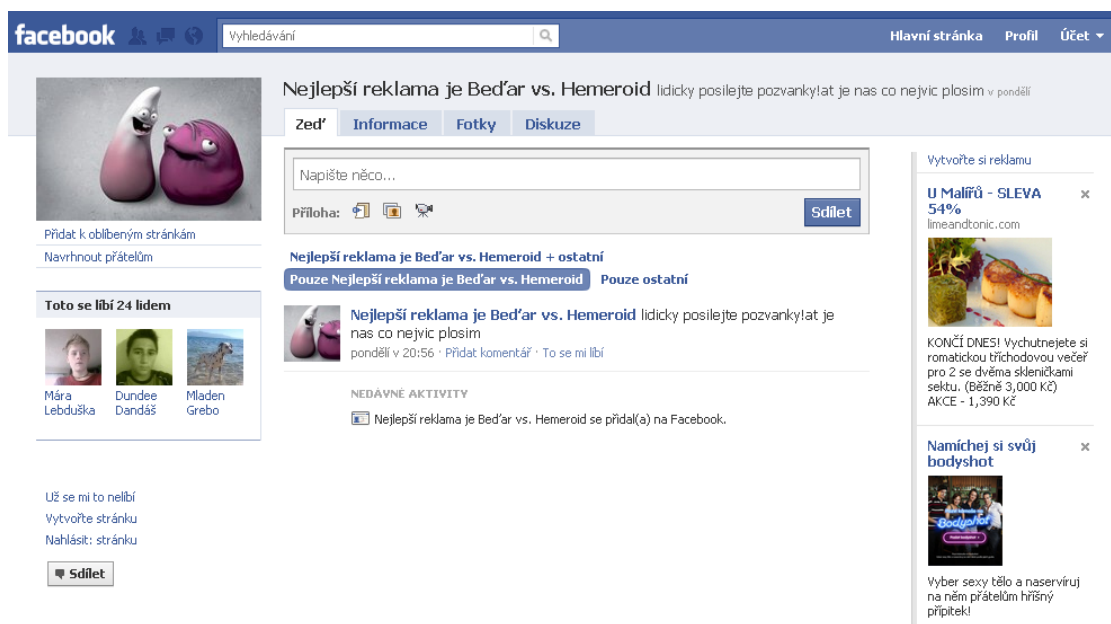 facebook
Vyhledávání
Hlavní stránka Profil Účet
Nejlepší reklama je Beďar vs. Hemeroid lidicky posilejte pozvanky!at je nas co nejvic plosim v pondělí
Zeď Informace Fotky Diskuze
Napište něco...
Příloha:
Sdílet
Přidat k oblíbeným stránkám
Navrhnout přátelům
Toto se líbí 24 lidem
Mára Lebduška
Dundee Dandáš
Mladen Grebo
Už se mi to nelíbí
Vytvořte stránku
Nahlásit: stránku
Sdílet
Nejlepší reklama je Beďar vs. Hemeroid + ostatní
Pouze Nejlepší reklama je Beďar vs. Hemeroid Pouze ostatní
Nejlepší reklama je Beďar vs. Hemeroid lidicky posilejte pozvanky!at je
nas co nejvic plosim
pondělí v 20:56 · Přidat komentář · To se mi líbí
NEDÁVNÉ AKTIVITY
Nejlepší reklama je Beďar vs. Hemeroid se přidal(a) na Facebook.
Vytvořte si reklamu
U Malířů - SLEVA
54%
limeandtonic.com
KONČÍ DNES! Vychutnejete si
romatickou tříchodovou večeř
pro 2 se dvěma skleničkami
sektu. (Běžně 3,000 Kč)
AKCE - 1,390 Kč
Namíchej si svůj
bodyshot
Bodyshot
Vyber sexy tělo a naservíruj
na něm přátelům hříšný
přípitek!